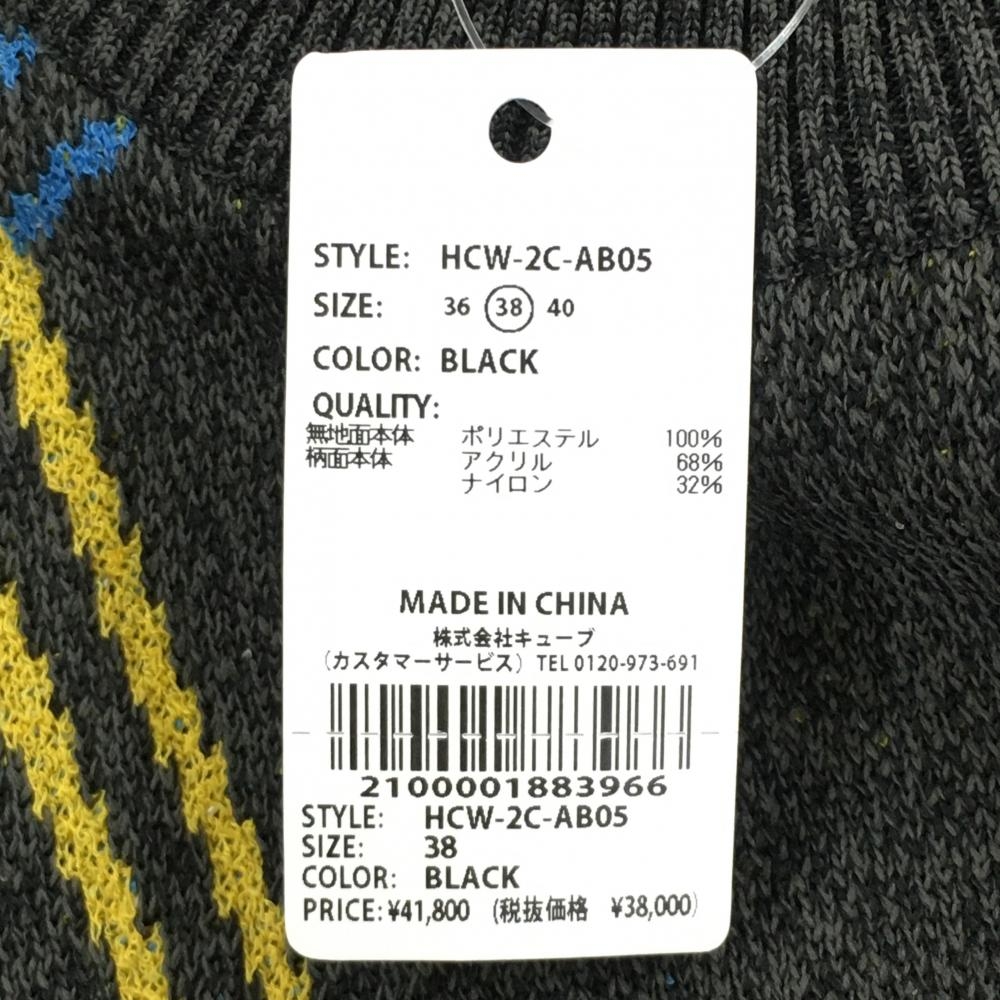 STYLE: HCW-2C-AB05
SIZE: 36 38 40
COLOR: BLACK
QUALITY:
無地面本体 ポリエステル 100%
柄面本体 アクリル 68%
ナイロン 32%
MADE IN CHINA
株式会社キューブ
(カスタマーサービス) TEL 0120-973-691
2100001883966
STYLE: HCW-2C-AB05
SIZE: 38
COLOR: BLACK
PRICE: ¥41,800 (税抜価格 ¥38,000)